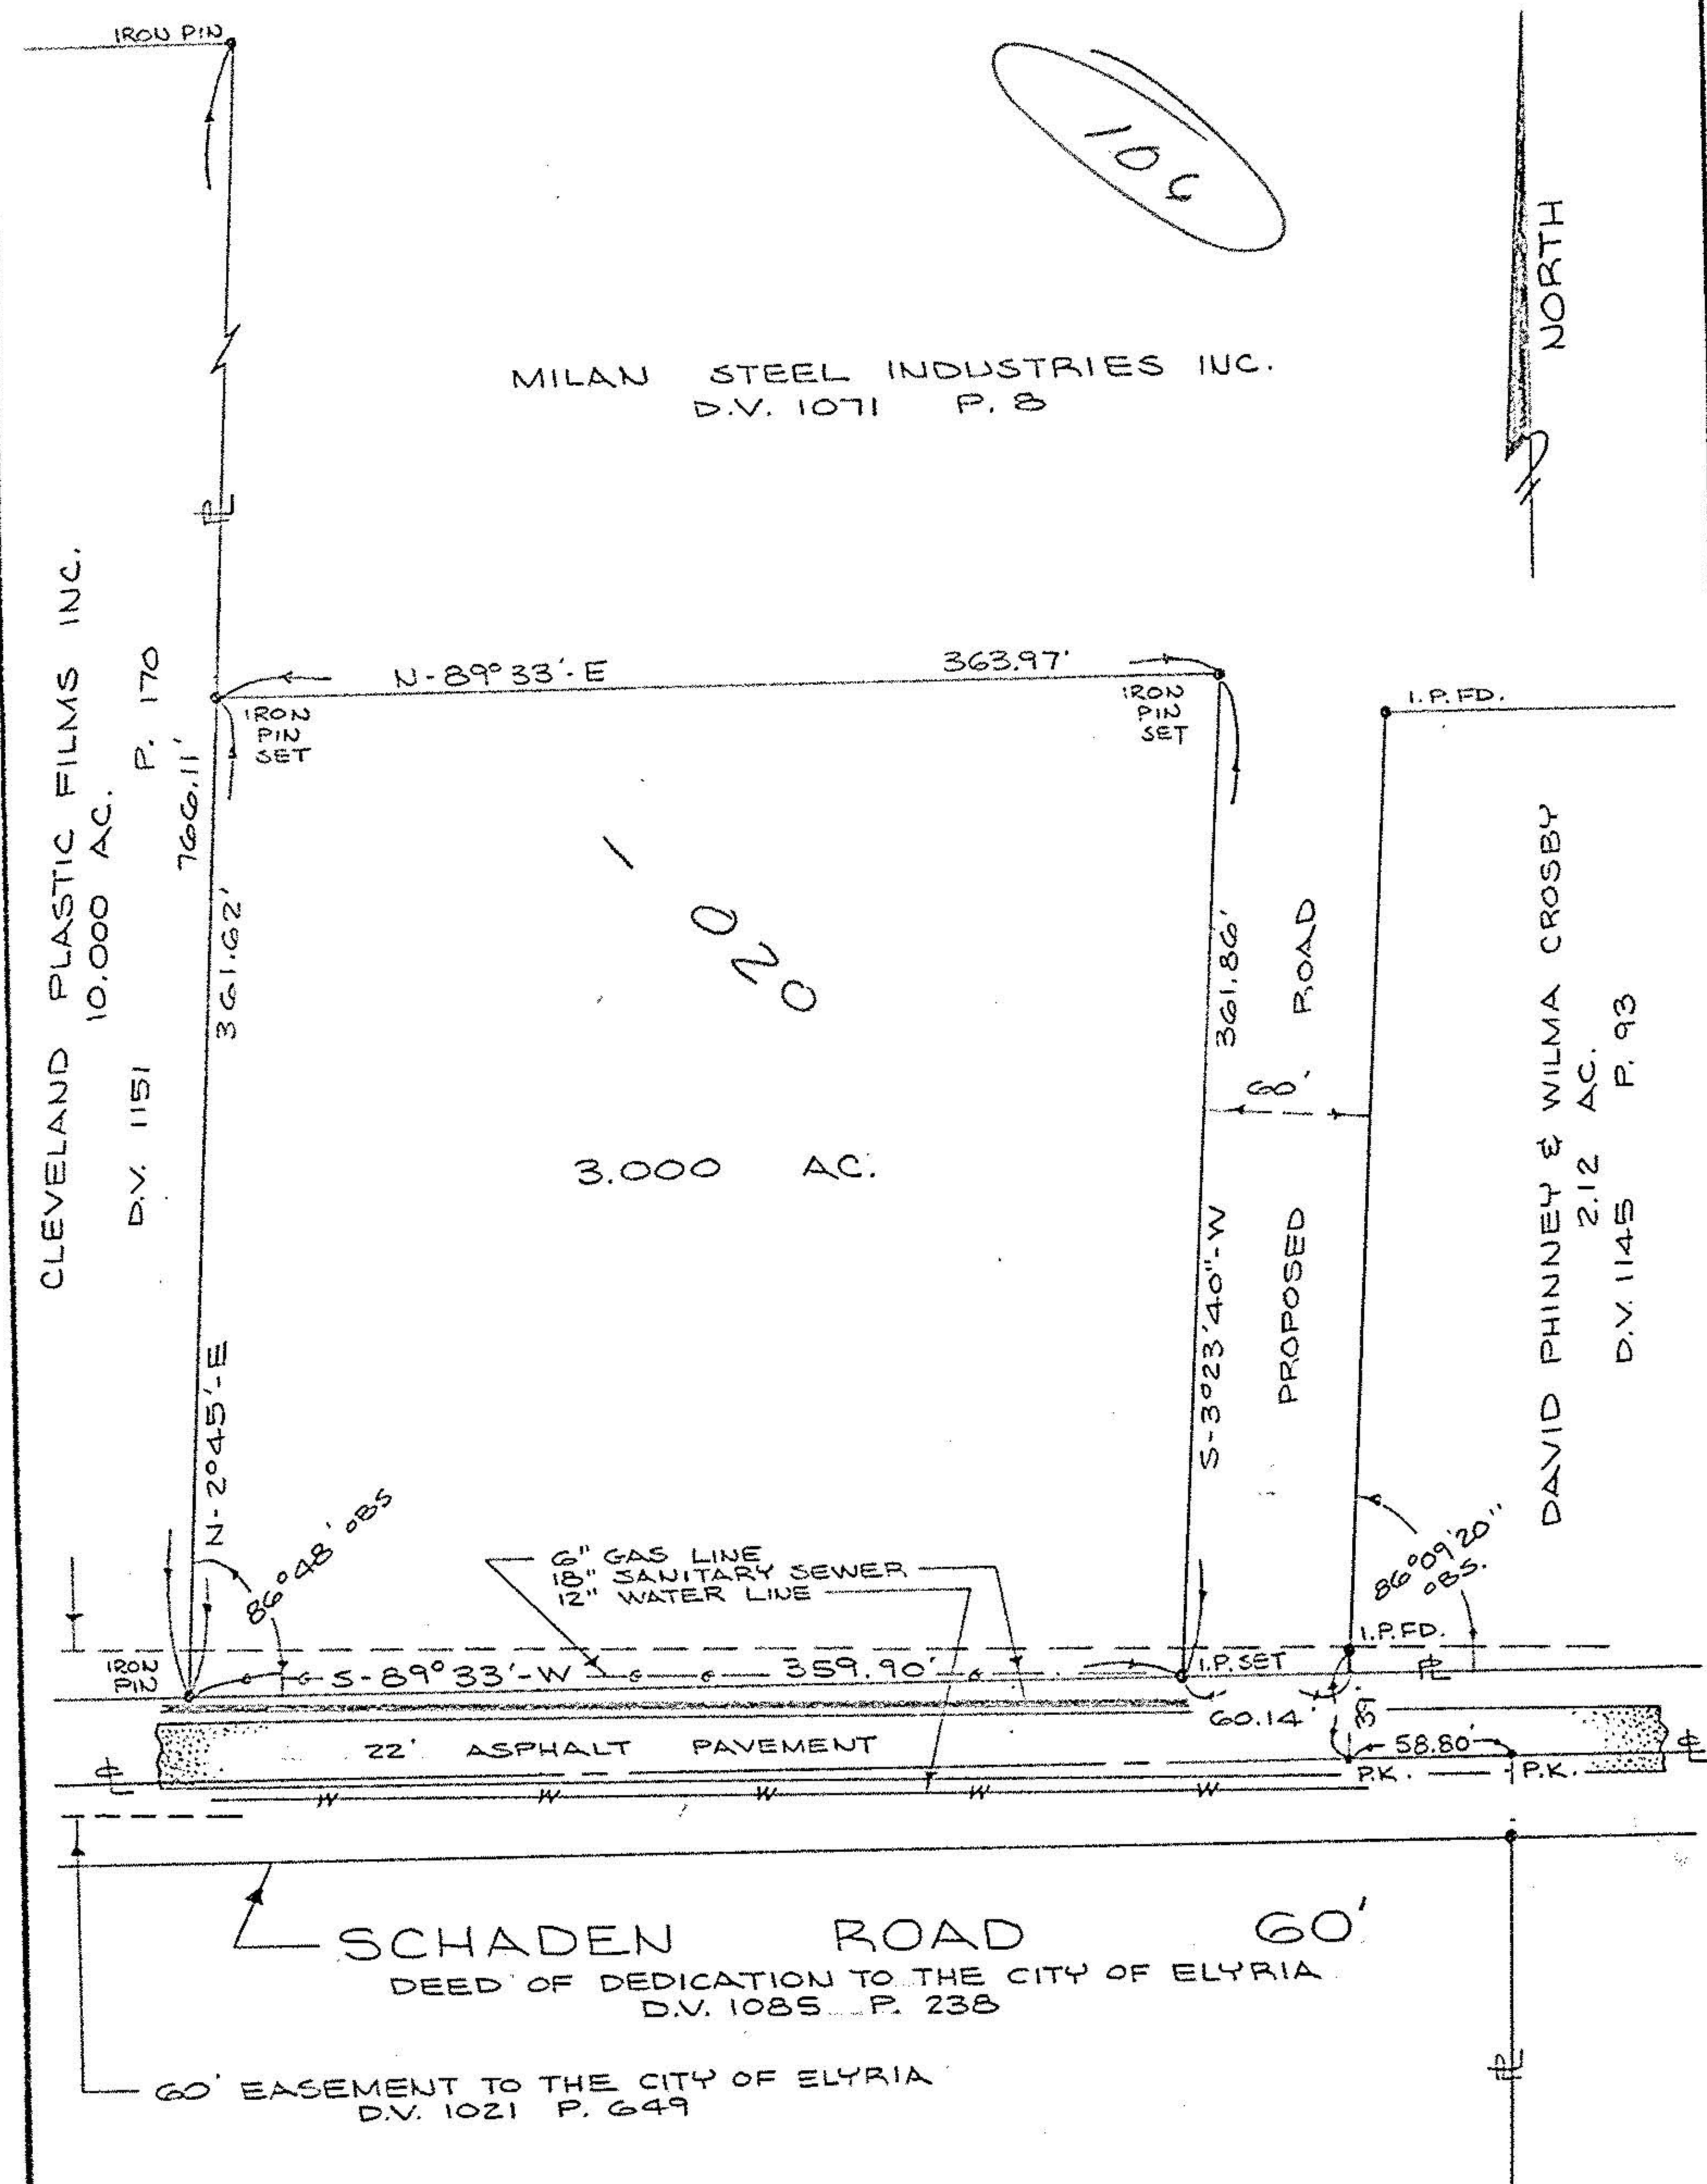 IRON PIN
106
NORTH
MILAN STEEL INDUSTRIES INC.
D.V. 1071 P. 8
CLEVELAND PLASTIC FILMS INC.
10.000 AC.
D.V. 1151 P. 170
766.11'
361.62'
N-2°45'-E
N-89°33'-E 363.97'
IRON
PIN
SET
IRON
PIN
SET
I.P. FD.
1020
3.000 AC.
361.86'
S-3°23'40"-W
60'
PROPOSED ROAD
DAVID PHINNEY & WILMA CROSBY
2.12 AC.
D.V. 1145 P. 93
86°48' OBS
86°09'20"
OBS.
6" GAS LINE
18" SANITARY SEWER
12" WATER LINE
I.P. FD.
IRON
PIN
G S-89°33'-W G G 359.90' G
I.P. SET
PL
60.14'
39'
58.80'
22' ASPHALT PAVEMENT
P.K. P.K.
W W W W W
SCHADEN ROAD 60'
DEED OF DEDICATION TO THE CITY OF ELYRIA
D.V. 1085 P. 238
60' EASEMENT TO THE CITY OF ELYRIA
D.V. 1021 P. 649
PL